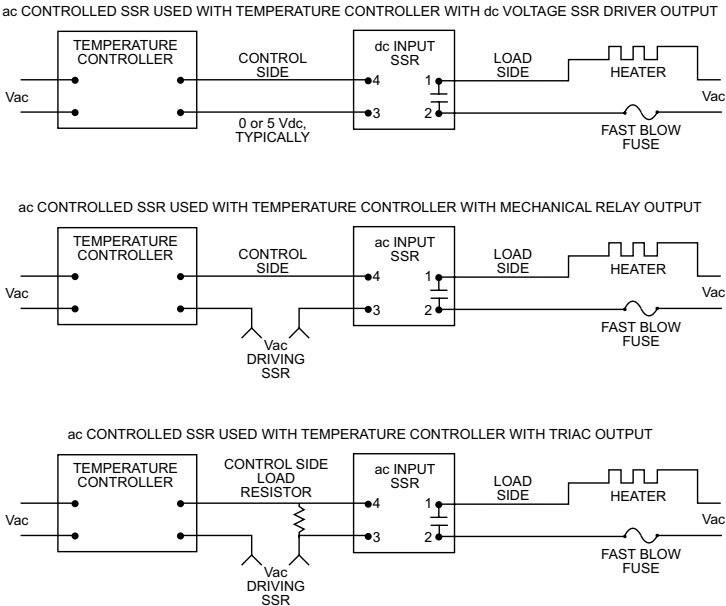 ac CONTROLLED SSR USED WITH TEMPERATURE CONTROLLER WITH dc VOLTAGE SSR DRIVER OUTPUT
TEMPERATURE
CONTROLLER
CONTROL
SIDE
dc INPUT
SSR
LOAD
SIDE
HEATER
4
1
Vac
Vac
3
2
0 or 5 Vdc,
TYPICALLY
FAST BLOW
FUSE
ac CONTROLLED SSR USED WITH TEMPERATURE CONTROLLER WITH MECHANICAL RELAY OUTPUT
TEMPERATURE
CONTROLLER
CONTROL
SIDE
ac INPUT
SSR
LOAD
SIDE
HEATER
4
1
Vac
Vac
3
2
Vac
DRIVING
SSR
FAST BLOW
FUSE
ac CONTROLLED SSR USED WITH TEMPERATURE CONTROLLER WITH TRIAC OUTPUT
TEMPERATURE
CONTROLLER
CONTROL SIDE
LOAD
RESISTOR
ac INPUT
SSR
LOAD
SIDE
HEATER
4
1
Vac
Vac
3
2
Vac
DRIVING
SSR
FAST BLOW
FUSE